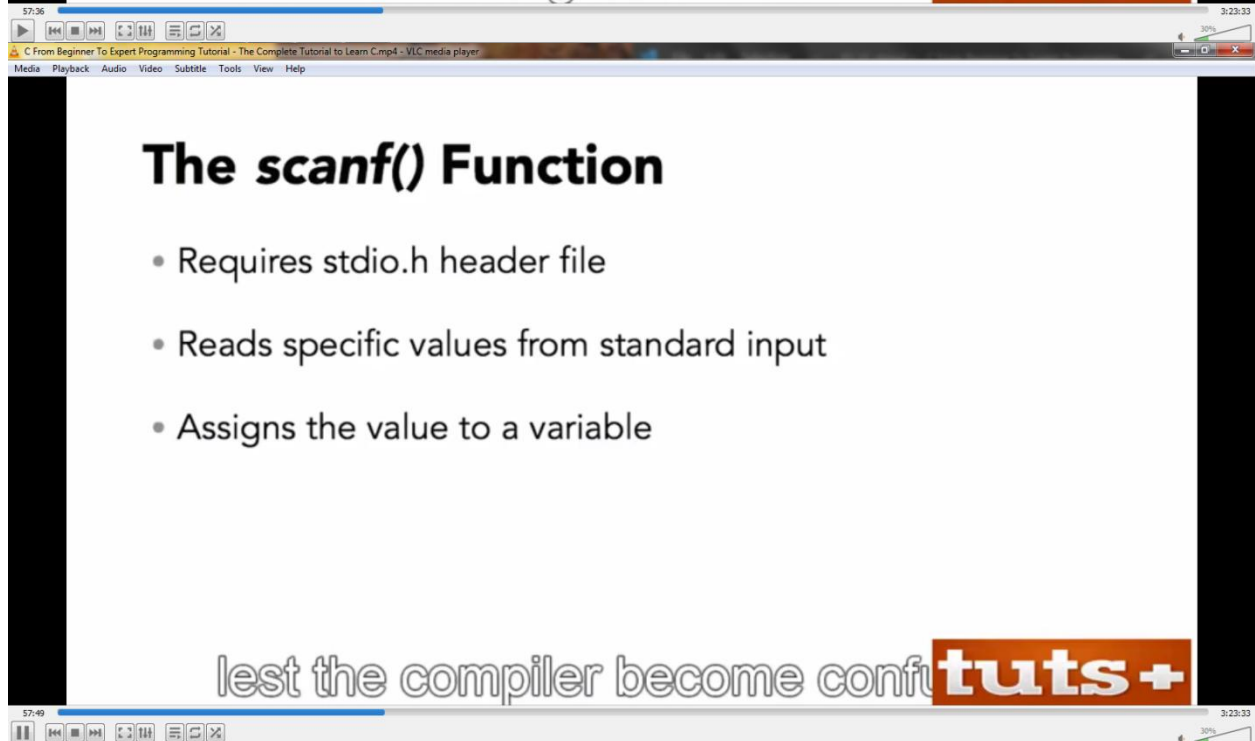 57:36 3:23:33
30%
C From Beginner To Expert Programming Tutorial - The Complete Tutorial to Learn C.mp4 - VLC media player
Media Playback Audio Video Subtitle Tools View Help
The scanf() Function
• Requires stdio.h header file
• Reads specific values from standard input
• Assigns the value to a variable
lest the compiler become confu
tuts+
57:49 3:23:33
30%